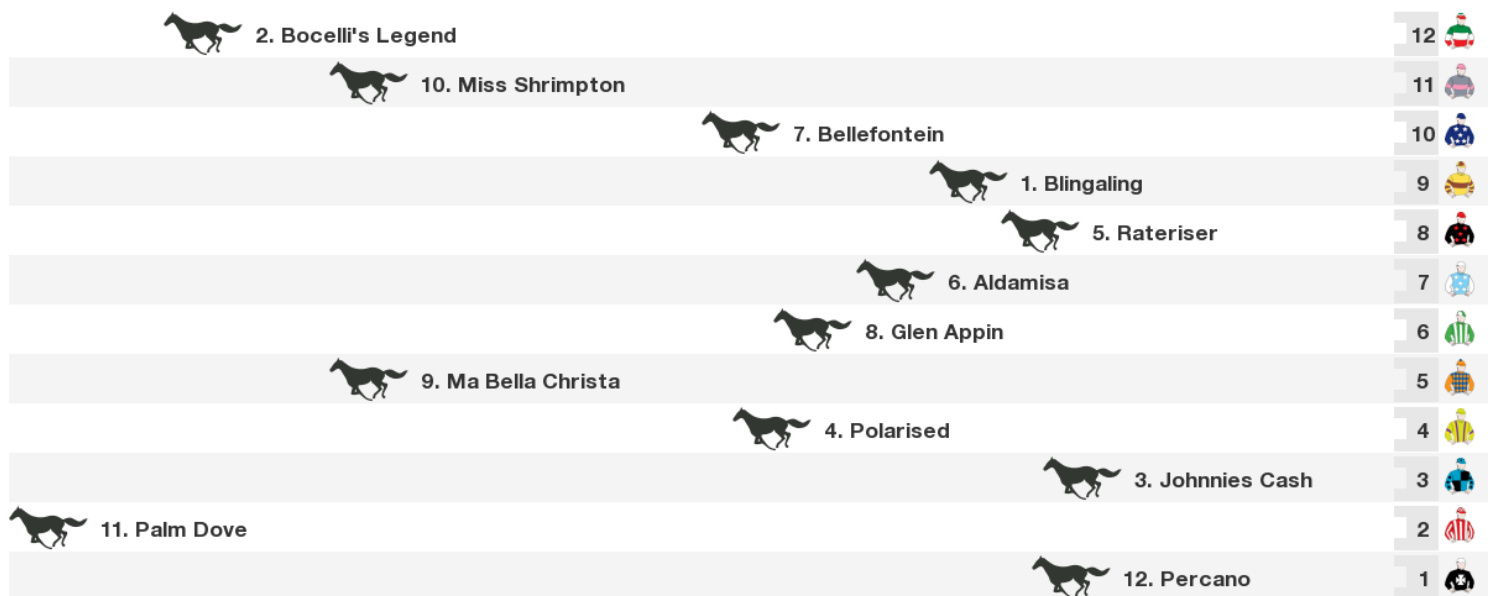 2. Bocelli's Legend 12
10. Miss Shrimpton 11
7. Bellefontein 10
1. Blingaling 9
5. Rateriser 8
6. Aldamisa 7
8. Glen Appin 6
9. Ma Bella Christa 5
4. Polarised 4
3. Johnnies Cash 3
11. Palm Dove 2
12. Percano 1